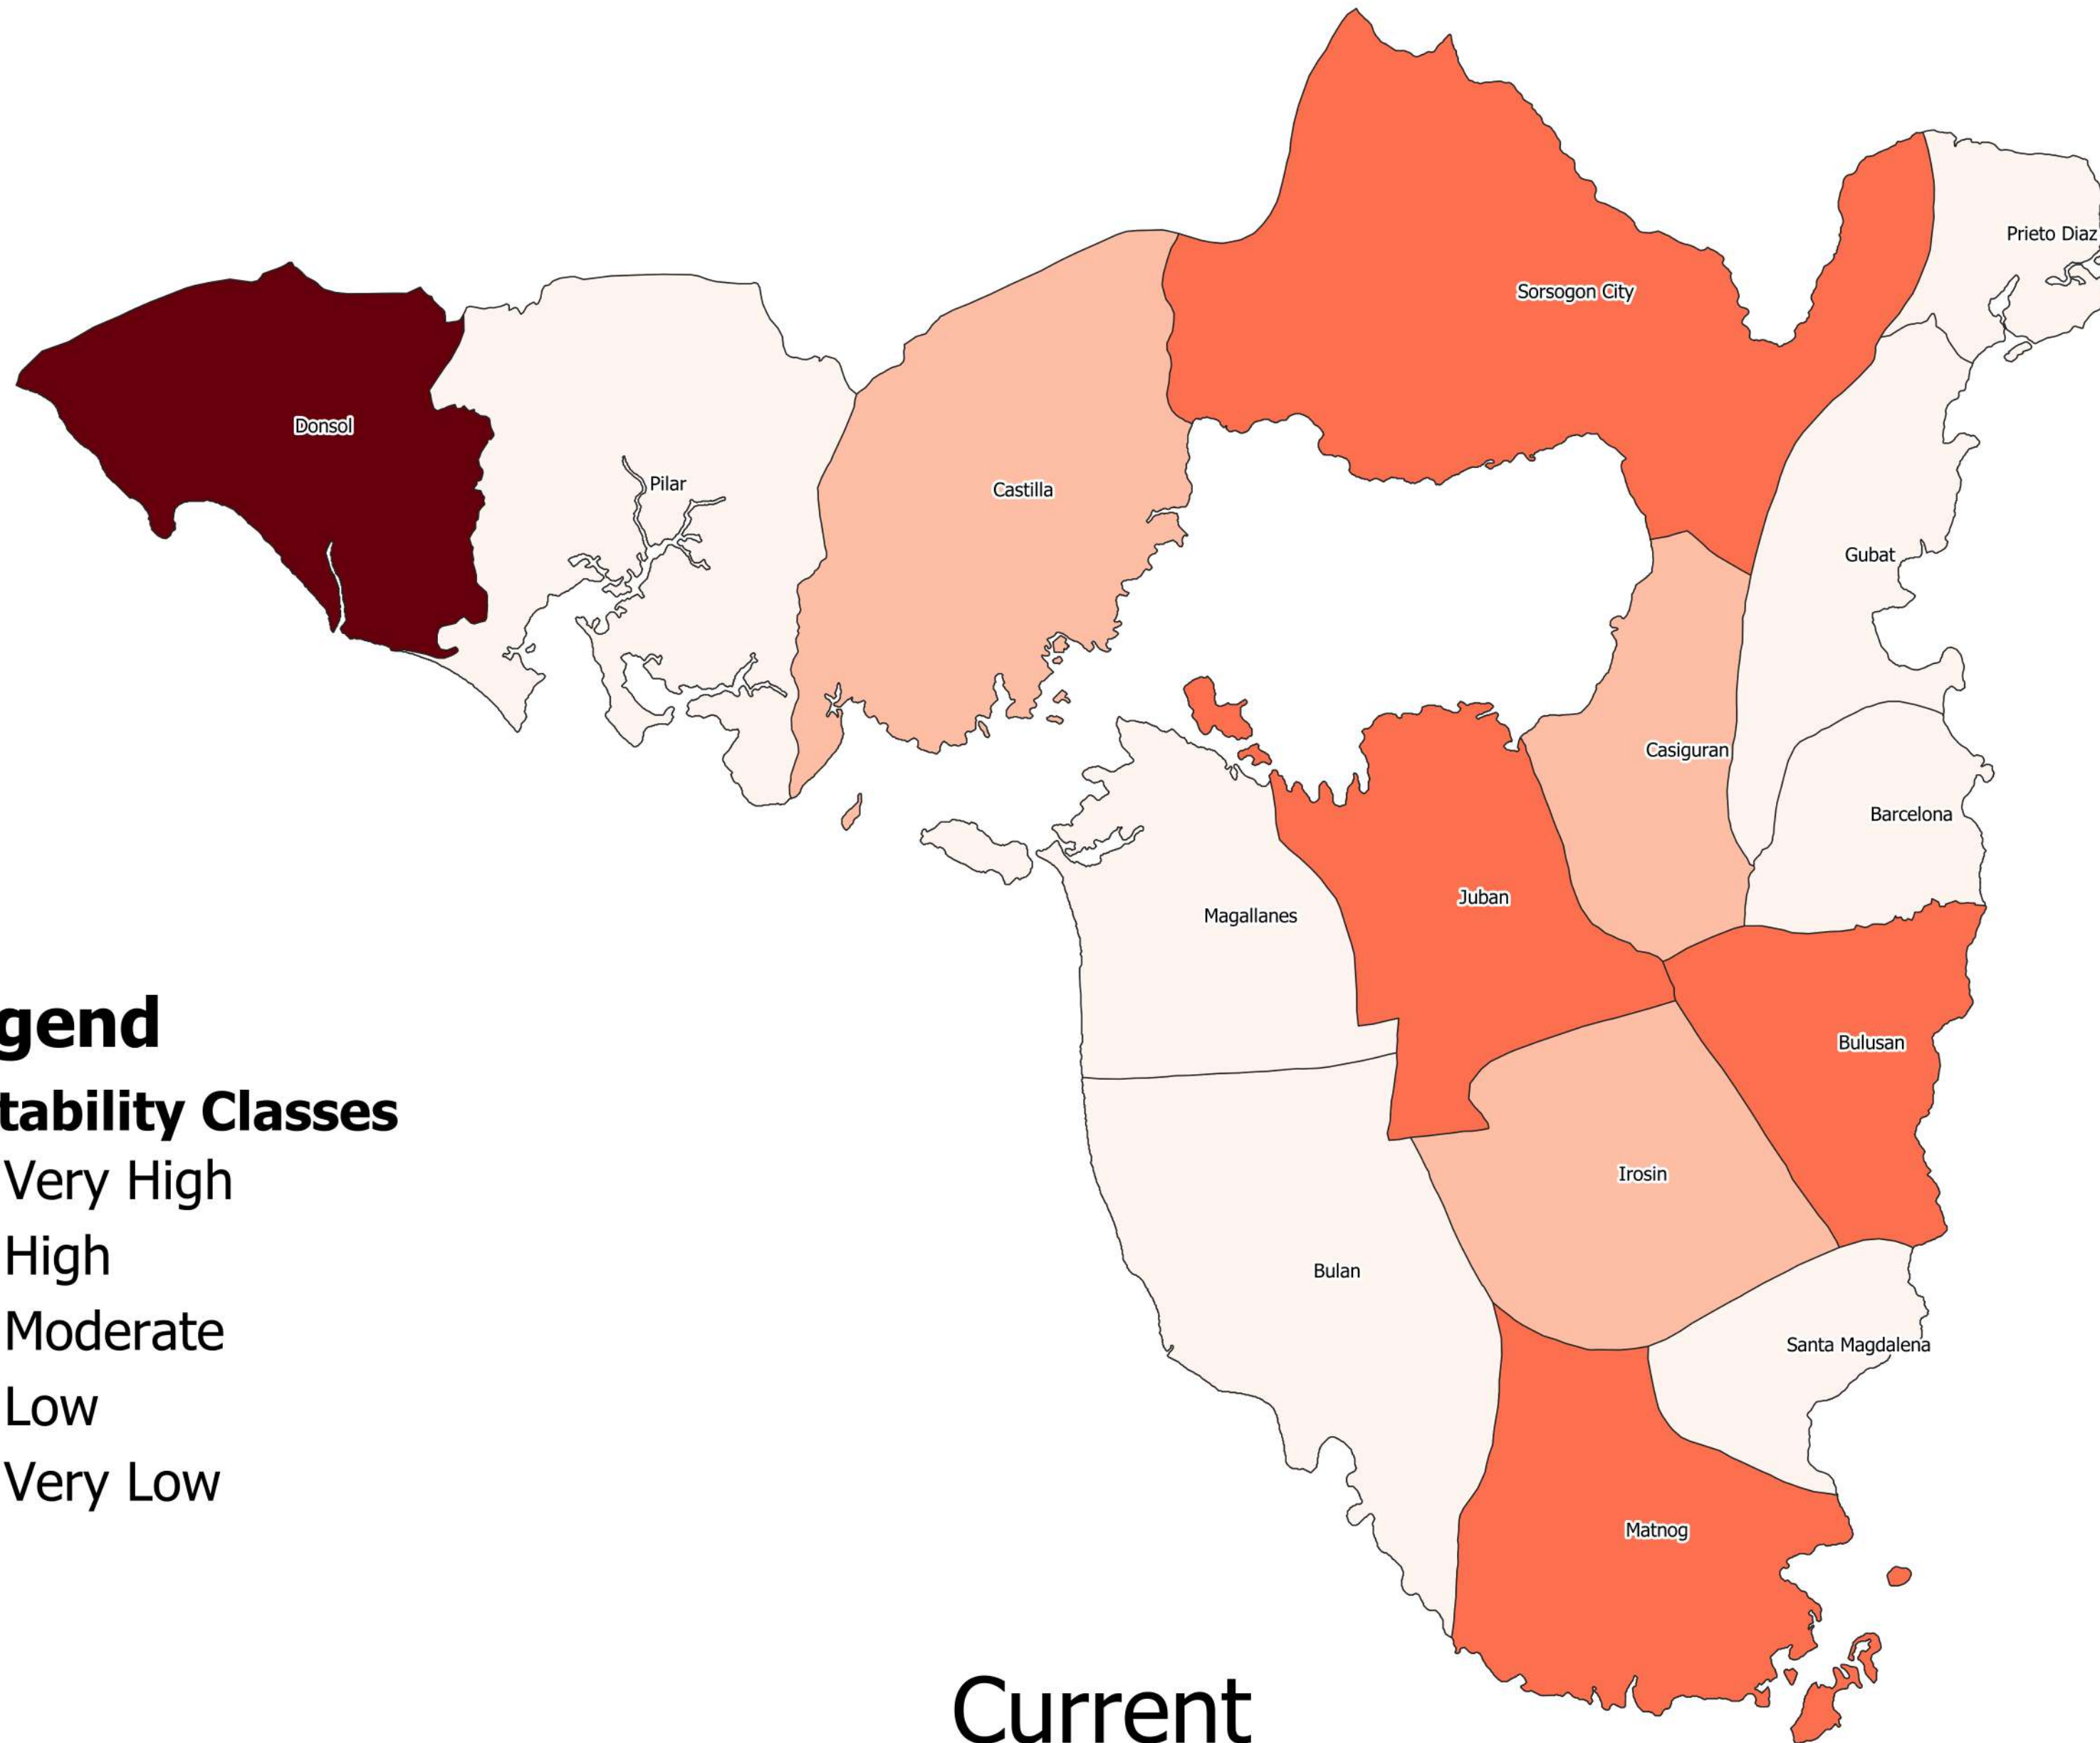 Prieto Diaz
Sorsogon City
Donsol
Pilar
Castilla
Gubat
Casiguran
Barcelona
Juban
Magallanes
Bulusan
Irosin
Bulan
Santa Magdalena
Matnog
gend
tability Classes
Very High
High
Moderate
Low
Very Low
Current